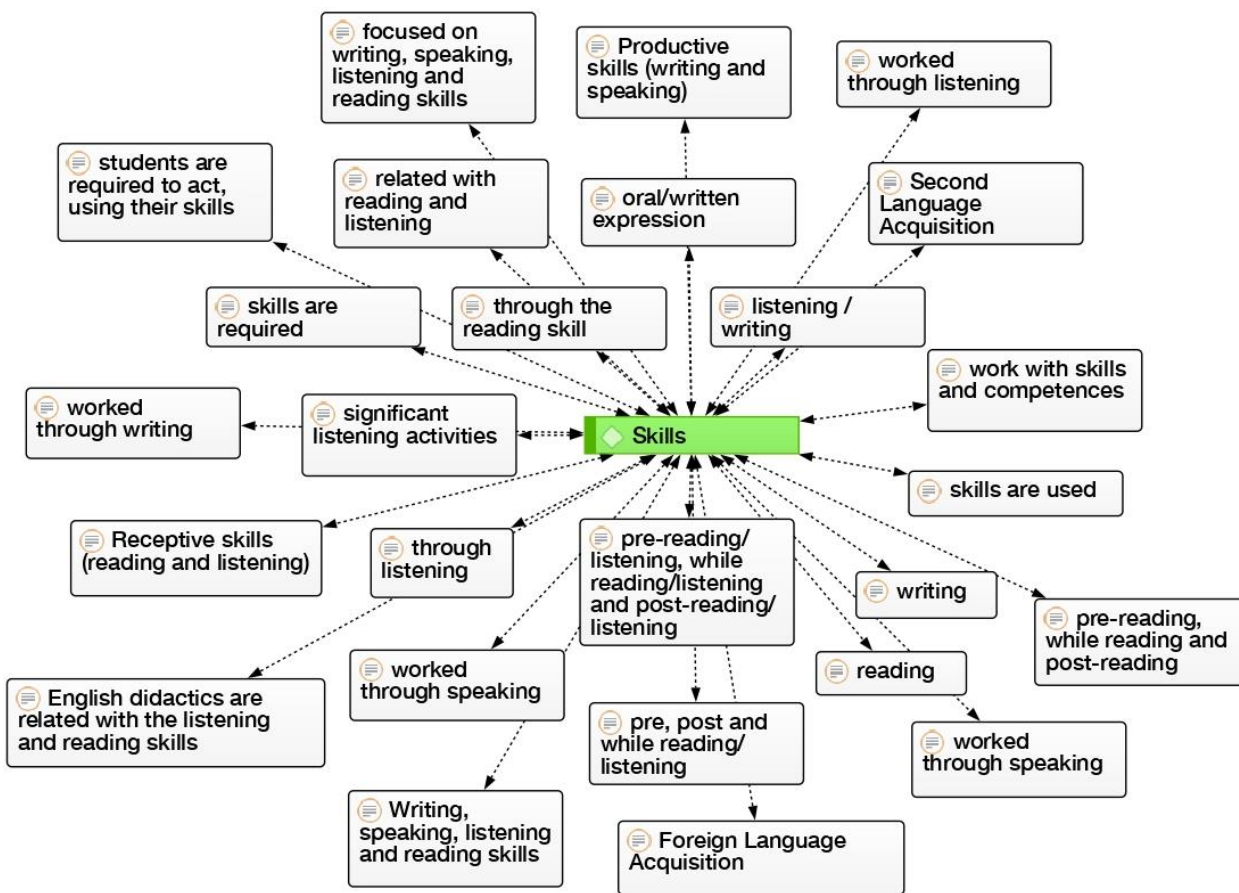 focused on
writing, speaking,
listening and
reading skills
Productive
skills (writing and
speaking)
worked
through listening
students are
required to act,
using their skills
related with
reading and
listening
oral/written
expression
Second
Language
Acquisition
skills are
required
through the
reading skill
listening /
writing
work with skills
and competences
worked
through writing
significant
listening activities
Skills
skills are used
Receptive skills
(reading and listening)
through
listening
pre-reading/
listening, while
reading/listening
and post-reading/
listening
writing
pre-reading,
while reading and
post-reading
English didactics are
related with the listening
and reading skills
worked
through speaking
reading
pre, post and
while reading/
listening
worked
through speaking
Writing,
speaking, listening
and reading skills
Foreign Language
Acquisition